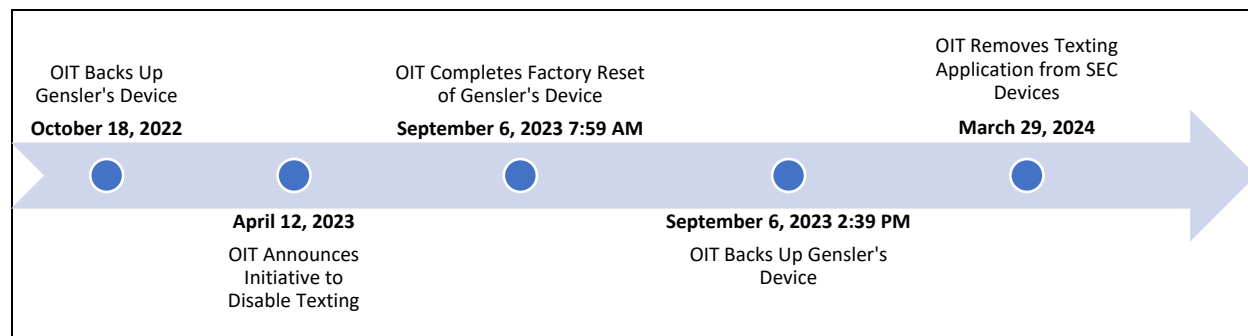 OIT Backs Up
Gensler's Device
October 18, 2022
April 12, 2023
OIT Announces
Initiative to
Disable Texting
OIT Completes Factory Reset
of Gensler's Device
September 6, 2023 7:59 AM
September 6, 2023 2:39 PM
OIT Backs Up Gensler's
Device
OIT Removes Texting
Application from SEC
Devices
March 29, 2024